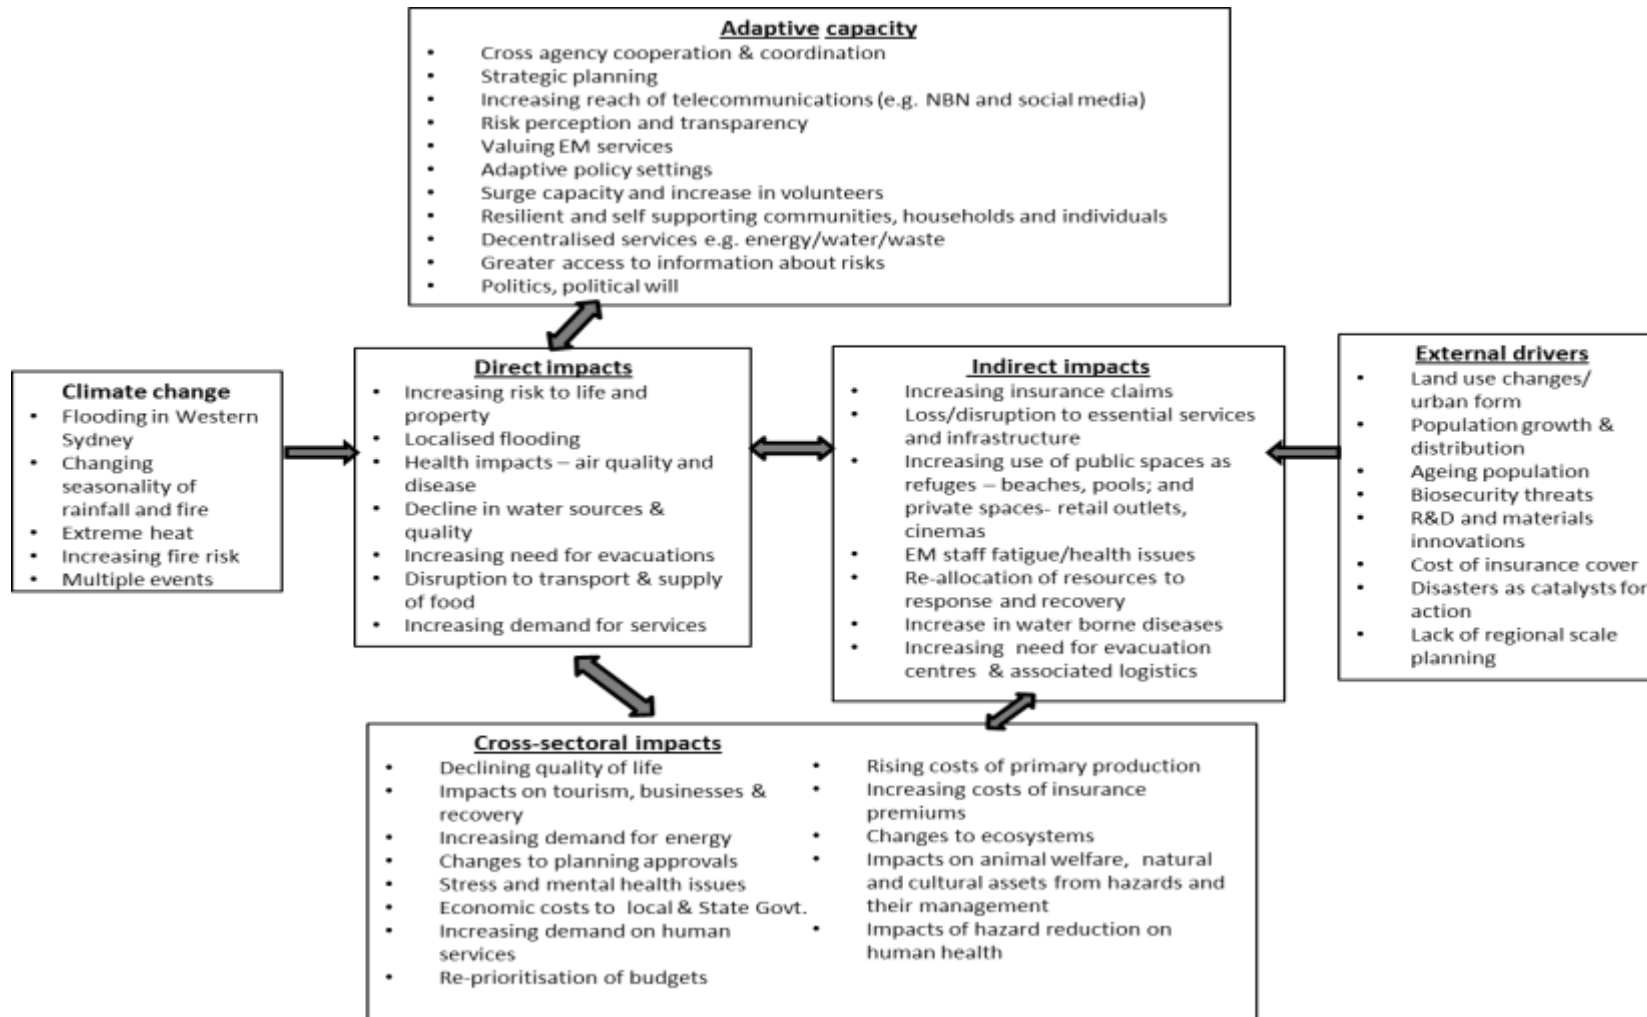 Adaptive capacity
• Cross agency cooperation & coordination
• Strategic planning
• Increasing reach of telecommunications (e.g. NBN and social media)
• Risk perception and transparency
• Valuing EM services
• Adaptive policy settings
• Surge capacity and increase in volunteers
• Resilient and self supporting communities, households and individuals
• Decentralised services e.g. energy/water/waste
• Greater access to information about risks
• Politics, political will
Climate change
• Flooding in Western
Sydney
• Changing
seasonality of
rainfall and fire
• Extreme heat
• Increasing fire risk
• Multiple events
Direct impacts
• Increasing risk to life and
property
• Localised flooding
• Health impacts – air quality and
disease
• Decline in water sources &
quality
• Increasing need for evacuations
• Disruption to transport & supply
of food
• Increasing demand for services
Indirect impacts
• Increasing insurance claims
• Loss/disruption to essential services
and infrastructure
• Increasing use of public spaces as
refuges – beaches, pools; and
private spaces- retail outlets,
cinemas
• EM staff fatigue/health issues
• Re-allocation of resources to
response and recovery
• Increase in water borne diseases
• Increasing need for evacuation
centres & associated logistics
External drivers
• Land use changes/
urban form
• Population growth &
distribution
• Ageing population
• Biosecurity threats
• R&D and materials
innovations
• Cost of insurance cover
• Disasters as catalysts for
action
• Lack of regional scale
planning
Cross-sectoral impacts
• Declining quality of life
• Impacts on tourism, businesses &
recovery
• Increasing demand for energy
• Changes to planning approvals
• Stress and mental health issues
• Economic costs to local & State Govt.
• Increasing demand on human
services
• Re-prioritisation of budgets
• Rising costs of primary production
• Increasing costs of insurance
premiums
• Changes to ecosystems
• Impacts on animal welfare, natural
and cultural assets from hazards and
their management
• Impacts of hazard reduction on
human health